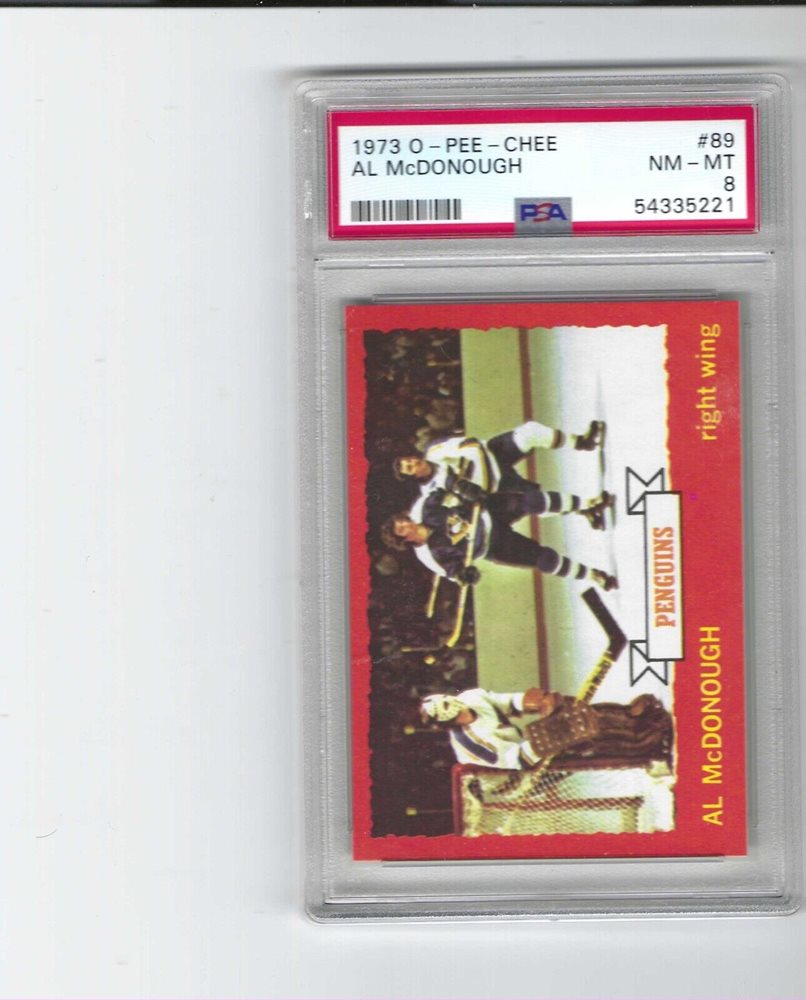 1973 O-PEE-CHEE #89
AL McDONOUGH NM-MT
8
PSA 54335221
AL McDONOUGH right wing
PENGUINS